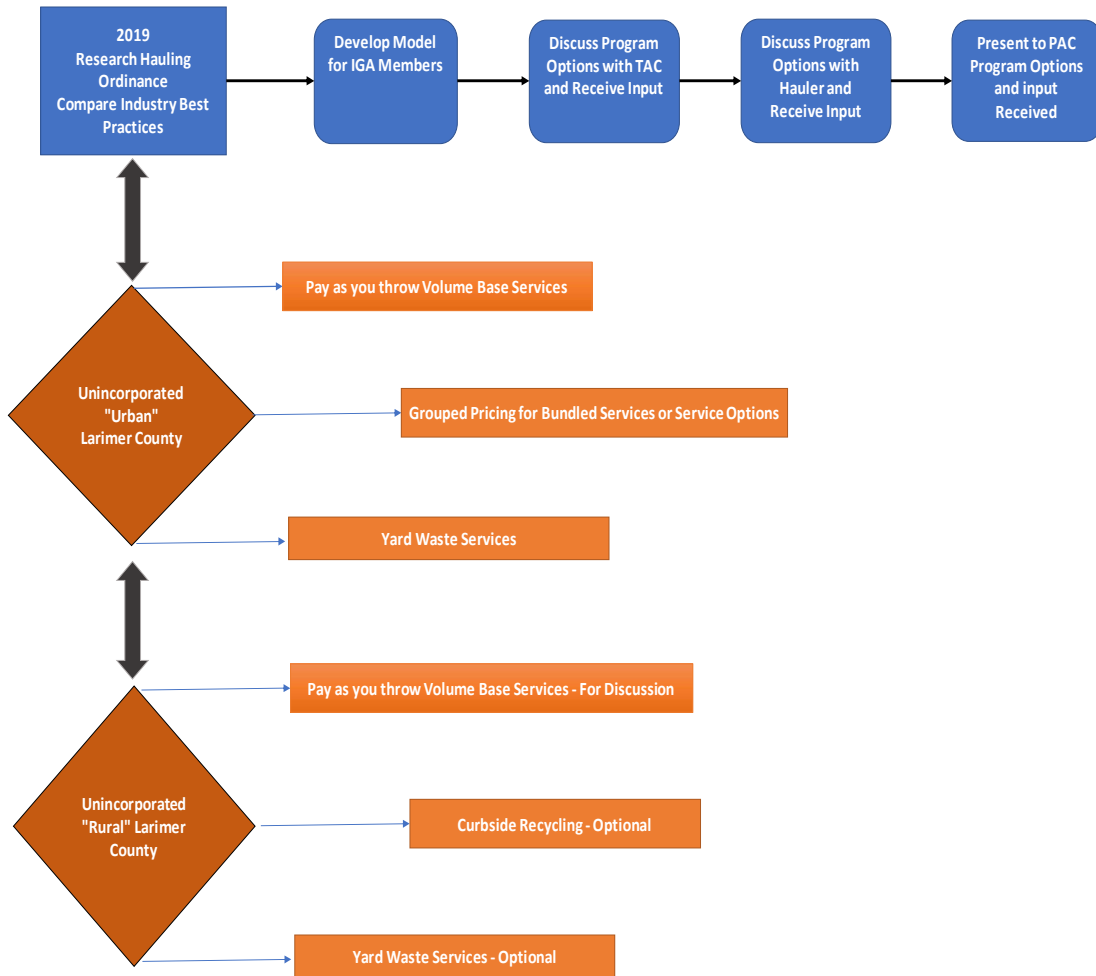 2019
Research Hauling
Ordinance
Compare Industry Best
Practices
Develop Model
for IGA Members
Discuss Program
Options with TAC
and Receive Input
Discuss Program
Options with
Hauler and
Receive Input
Present to PAC
Program Options
and input
Received
Pay as you throw Volume Base Services
Unincorporated
"Urban"
Larimer County
Grouped Pricing for Bundled Services or Service Options
Yard Waste Services
Pay as you throw Volume Base Services - For Discussion
Unincorporated
"Rural" Larimer
County
Curbside Recycling - Optional
Yard Waste Services - Optional